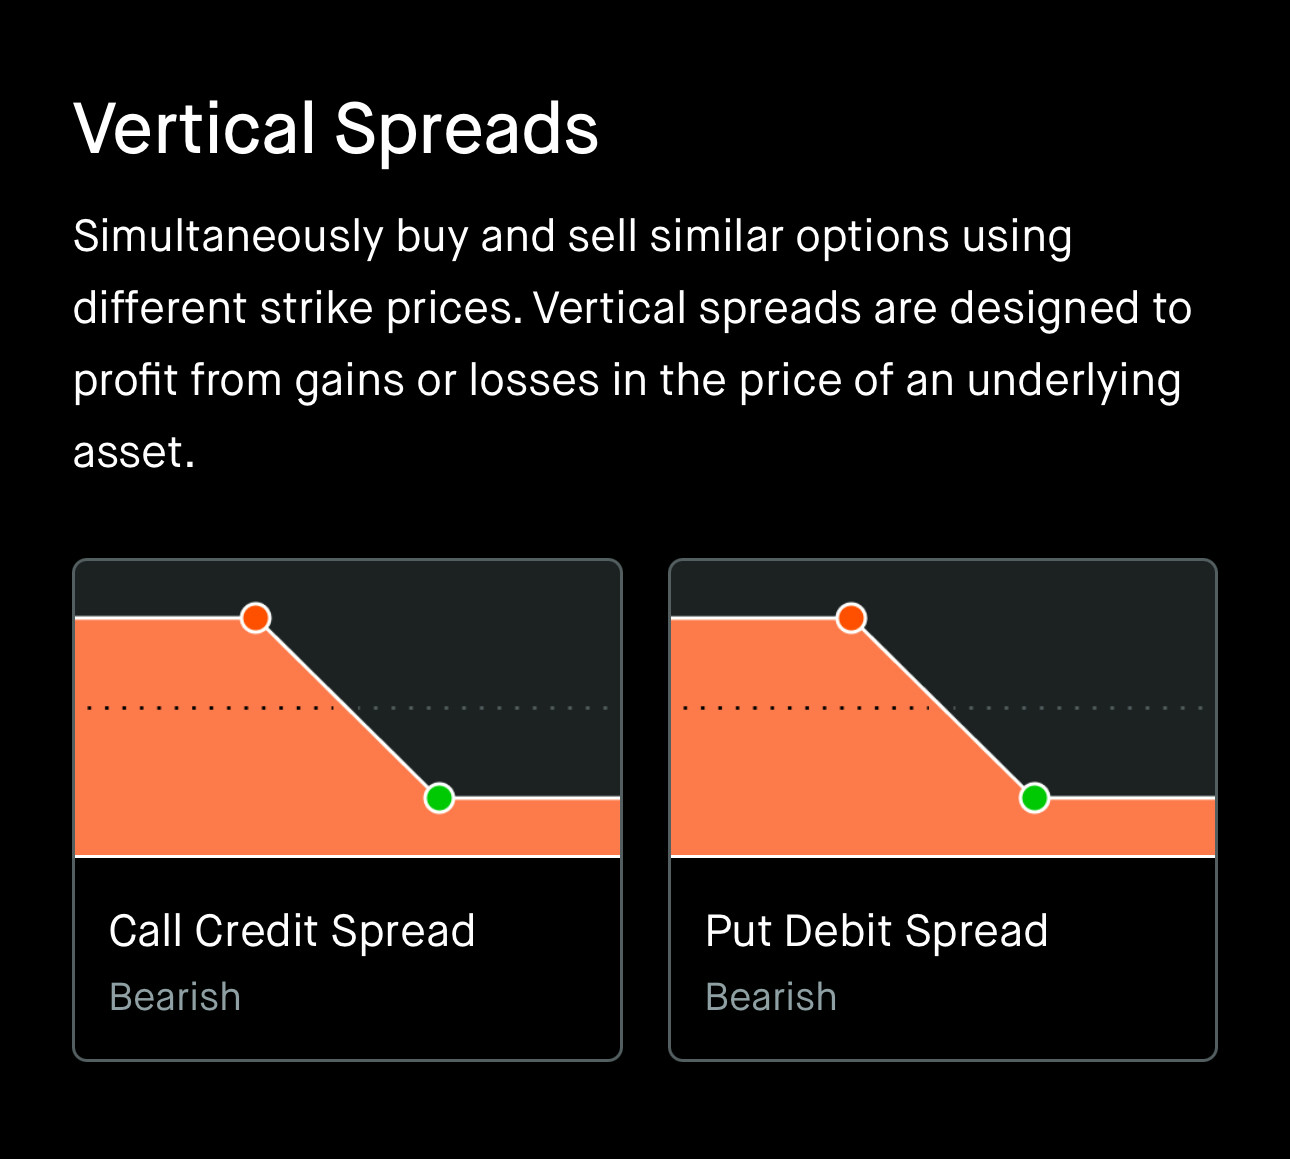 Vertical Spreads
Simultaneously buy and sell similar options using
different strike prices. Vertical spreads are designed to
profit from gains or losses in the price of an underlying
asset.
Call Credit Spread
Bearish
Put Debit Spread
Bearish